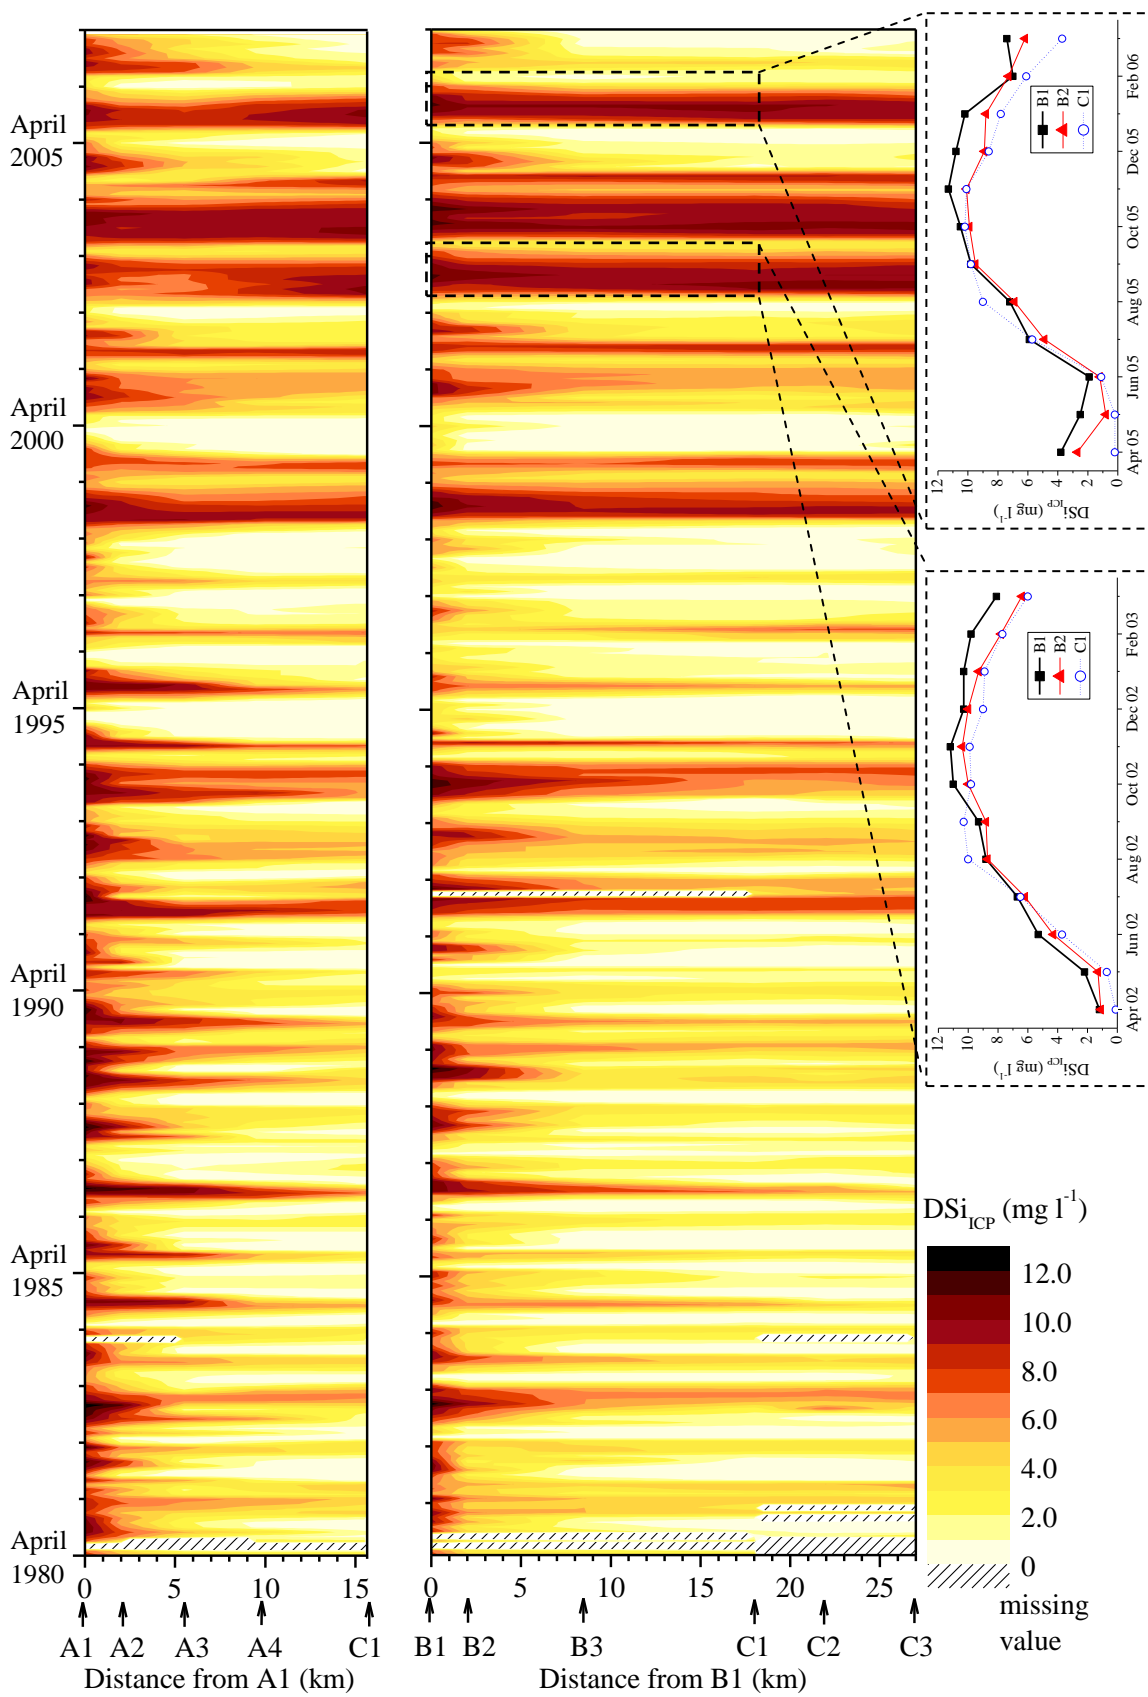 April
2005
April
2000
April
1995
April
1990
April
1985
April
1980
0 5 10 15
A1 A2 A3 A4 C1
Distance from A1 (km)
0 5 10 15 20 25
B1 B2 B3 C1 C2 C3
Distance from B1 (km)
DSi_ICP (mg l^-1)
0 2 4 6 8 10 12
Apr 05 Jun 05 Aug 05 Oct 05 Dec 05 Feb 06
B1
B2
C1
DSi_ICP (mg l^-1)
0 2 4 6 8 10 12
Apr 02 Jun 02 Aug 02 Oct 02 Dec 02 Feb 03
B1
B2
C1
DSi_ICP (mg l^-1)
12.0
10.0
8.0
6.0
4.0
2.0
0
missing
value